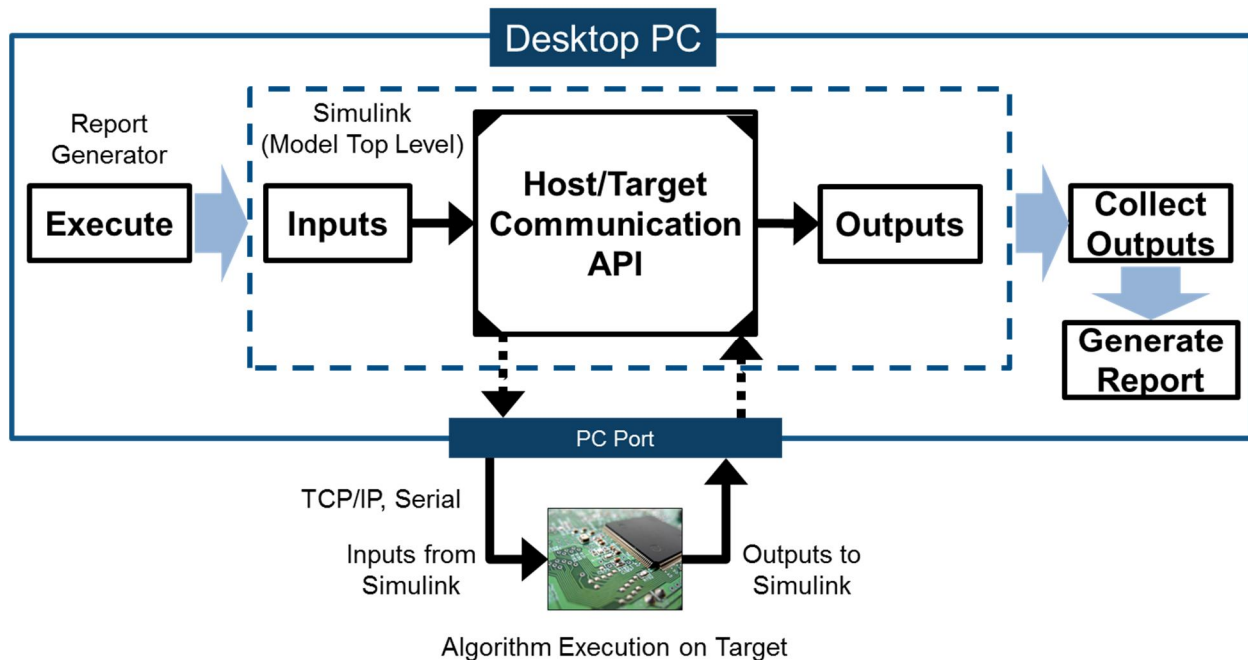 Desktop PC
Report
Generator
Simulink
(Model Top Level)
Execute
Inputs
Host/Target
Communication
API
Outputs
Collect
Outputs
Generate
Report
PC Port
TCP/IP, Serial
Inputs from
Simulink
Outputs to
Simulink
Algorithm Execution on Target